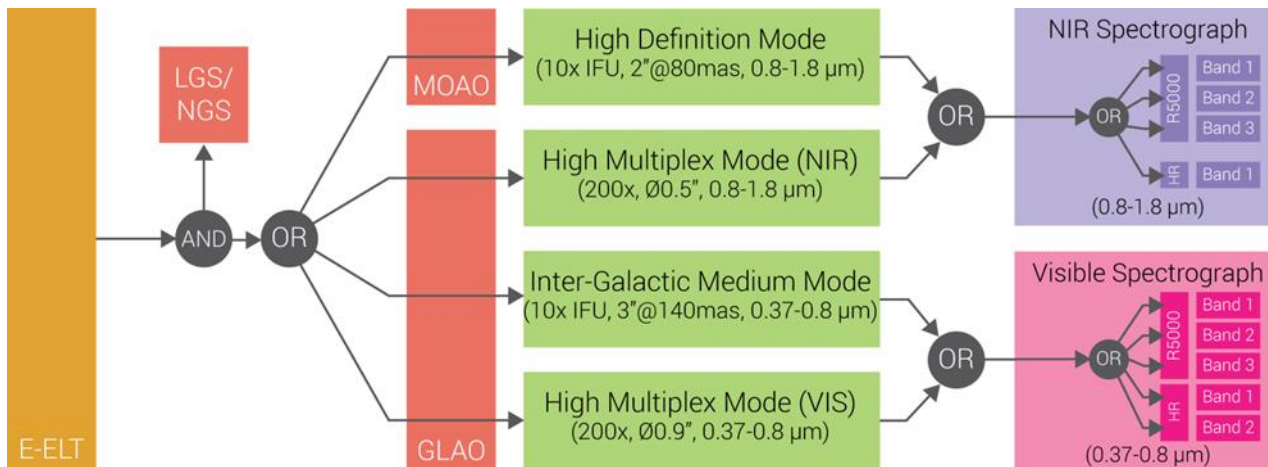 E-ELT
LGS/
NGS
AND
OR
MOAO
GLAO
High Definition Mode
(10x IFU, 2”@80mas, 0.8-1.8 µm)
High Multiplex Mode (NIR)
(200x, Ø0.5”, 0.8-1.8 µm)
Inter-Galactic Medium Mode
(10x IFU, 3”@140mas, 0.37-0.8 µm)
High Multiplex Mode (VIS)
(200x, Ø0.9”, 0.37-0.8 µm)
OR
OR
NIR Spectrograph
OR
R5000
Band 1
Band 2
Band 3
HR
Band 1
(0.8-1.8 µm)
Visible Spectrograph
OR
R5000
Band 1
Band 2
Band 3
HR
Band 1
Band 2
(0.37-0.8 µm)